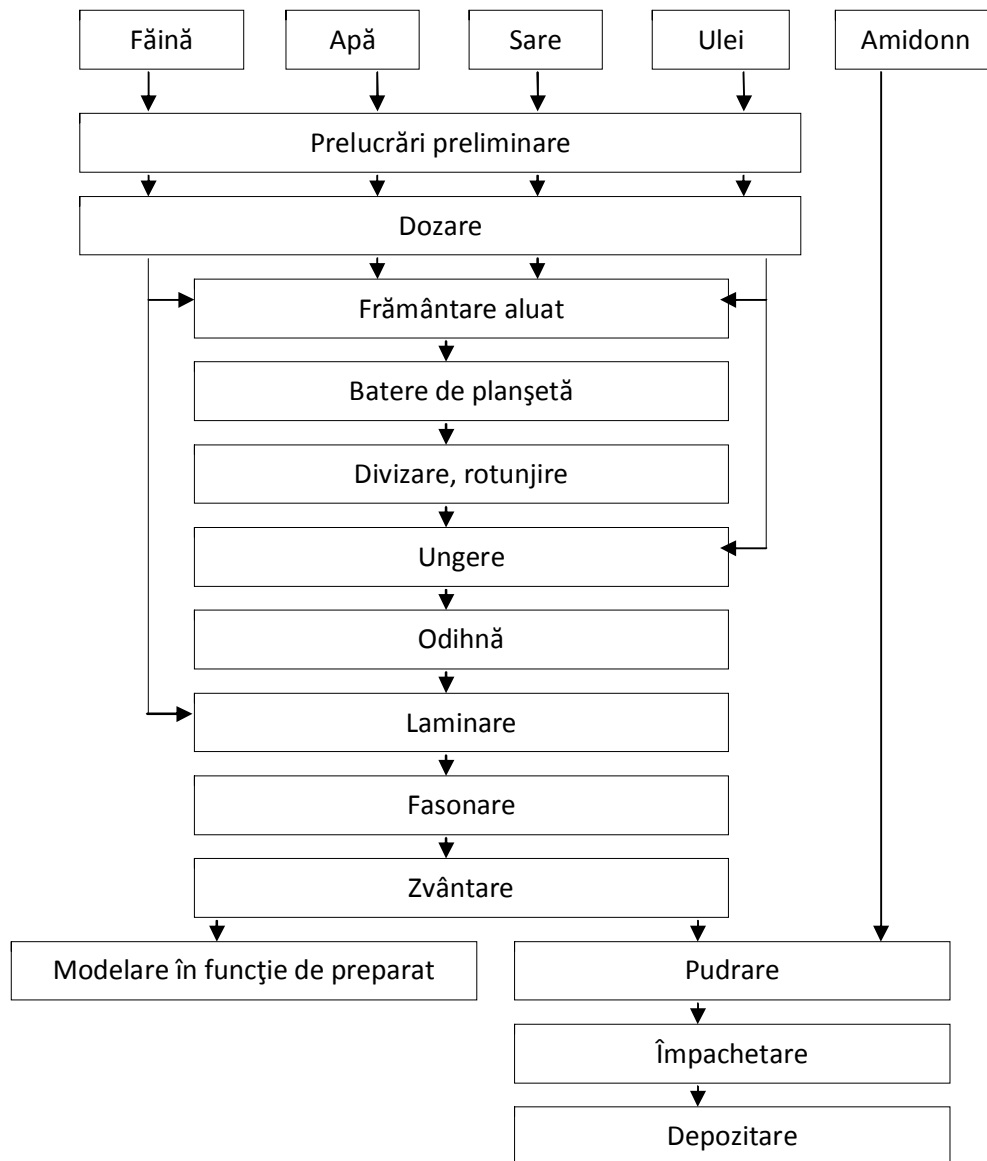 Făină
Apă
Sare
Ulei
Amidonn
Prelucrări preliminare
Dozare
Frământare aluat
Batere de planşetă
Divizare, rotunjire
Ungere
Odihnă
Laminare
Fasonare
Zvântare
Modelare în funcţie de preparat
Pudrare
Împachetare
Depozitare